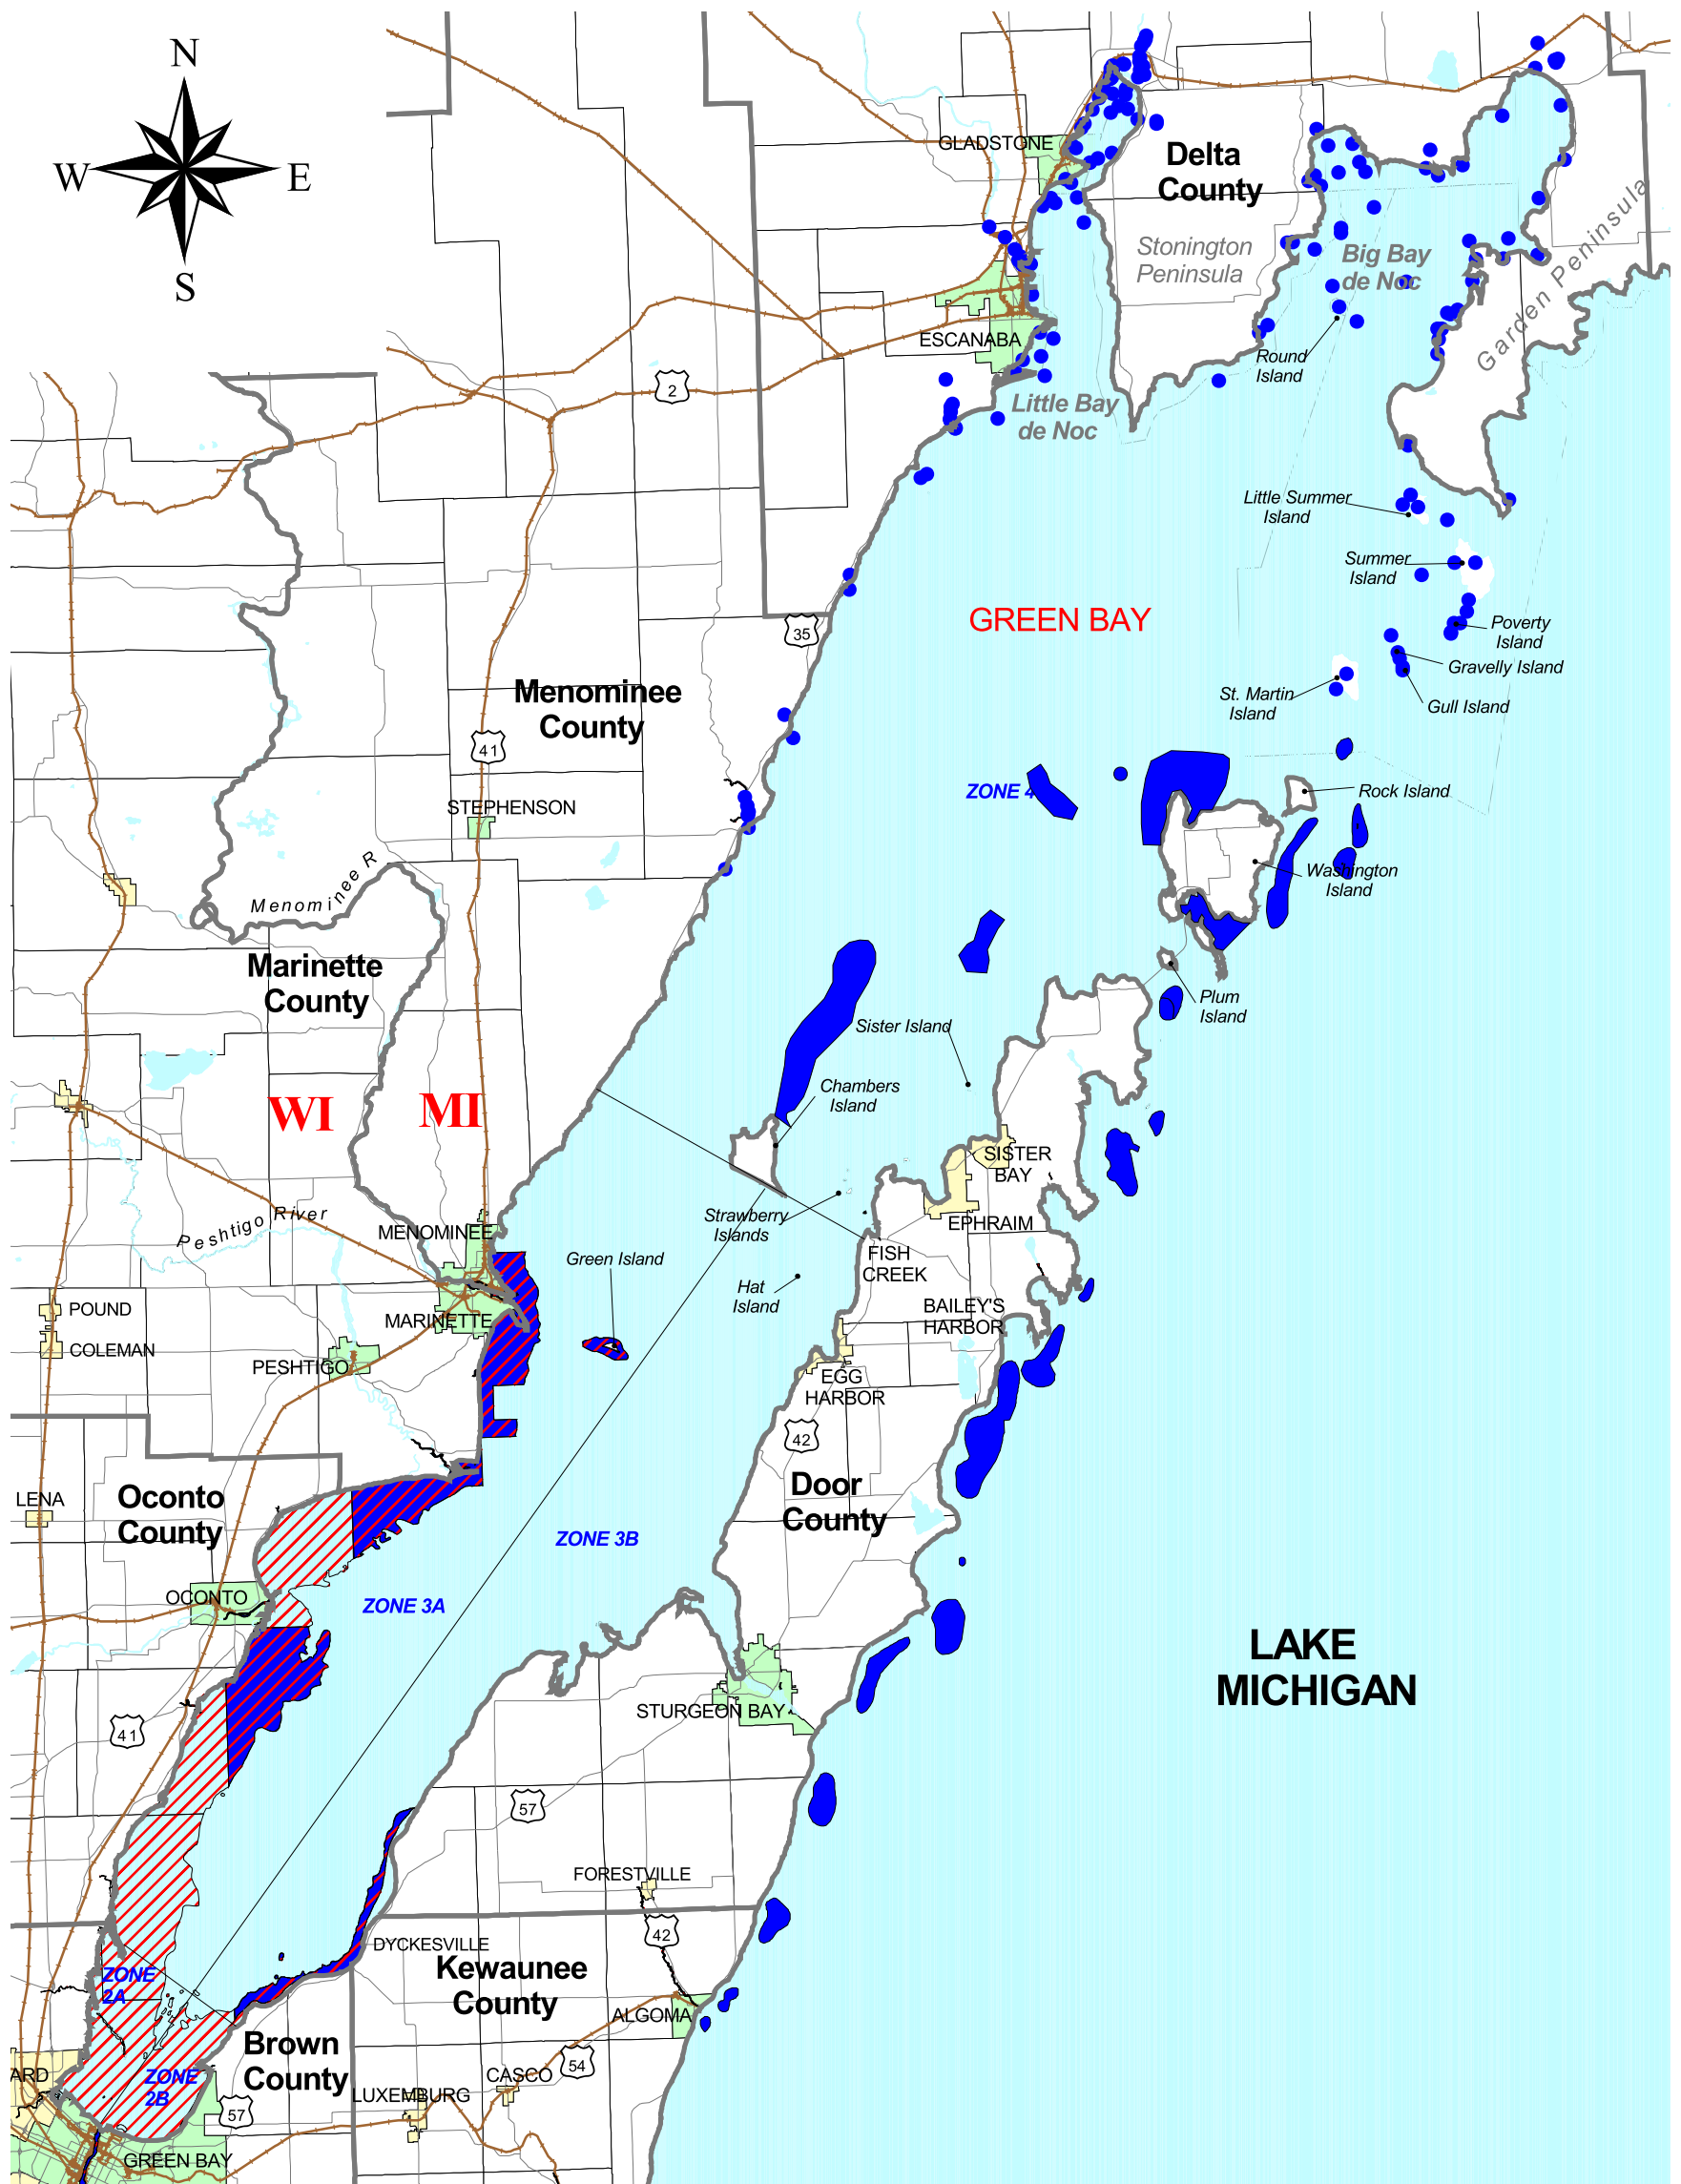 N
W
E
S
GLADSTONE
Delta
County
Stonington
Peninsula
Big Bay
de Noc
Garden Peninsula
ESCANABA
Round
Island
2
Little Bay
de Noc
Little Summer
Island
Summer
Island
35
GREEN BAY
Poverty
Island
Gravelly Island
St. Martin
Island
Gull Island
Menominee
County
41
STEPHENSON
ZONE 4
Rock Island
Washington
Island
Menominee R
Marinette
County
Plum
Island
Sister Island
Chambers
Island
WI
MI
SISTER
BAY
Peshtigo River
MENOMINEE
Strawberry
Islands
EPHRAIM
Green Island
FISH
CREEK
Hat
Island
POUND
MARINETTE
BAILEY'S
HARBOR
COLEMAN
PESHTIGO
EGG
HARBOR
42
LENA
Oconto
County
Door
County
ZONE 3B
OCONTO
ZONE 3A
LAKE
MICHIGAN
STURGEON BAY
41
57
FORESTVILLE
42
DYCKESVILLE
Kewaunee
County
ZONE
2A
ALGOMA
Brown
County
54
ARD
ZONE
2B
CASCO
LUXEMBURG
57
GREEN BAY